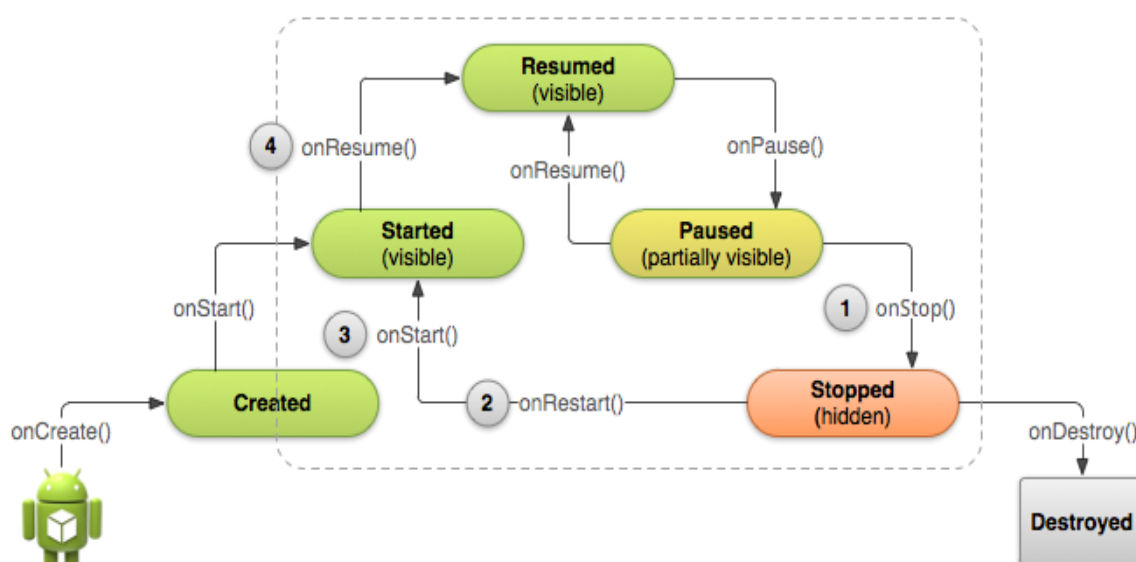 Resumed
(visible)
4
onResume()
onResume()
onPause()
Started
(visible)
Paused
(partially visible)
onStart()
3
onStart()
1
onStop()
Created
2
onRestart()
Stopped
(hidden)
onCreate()
onDestroy()
Destroyed